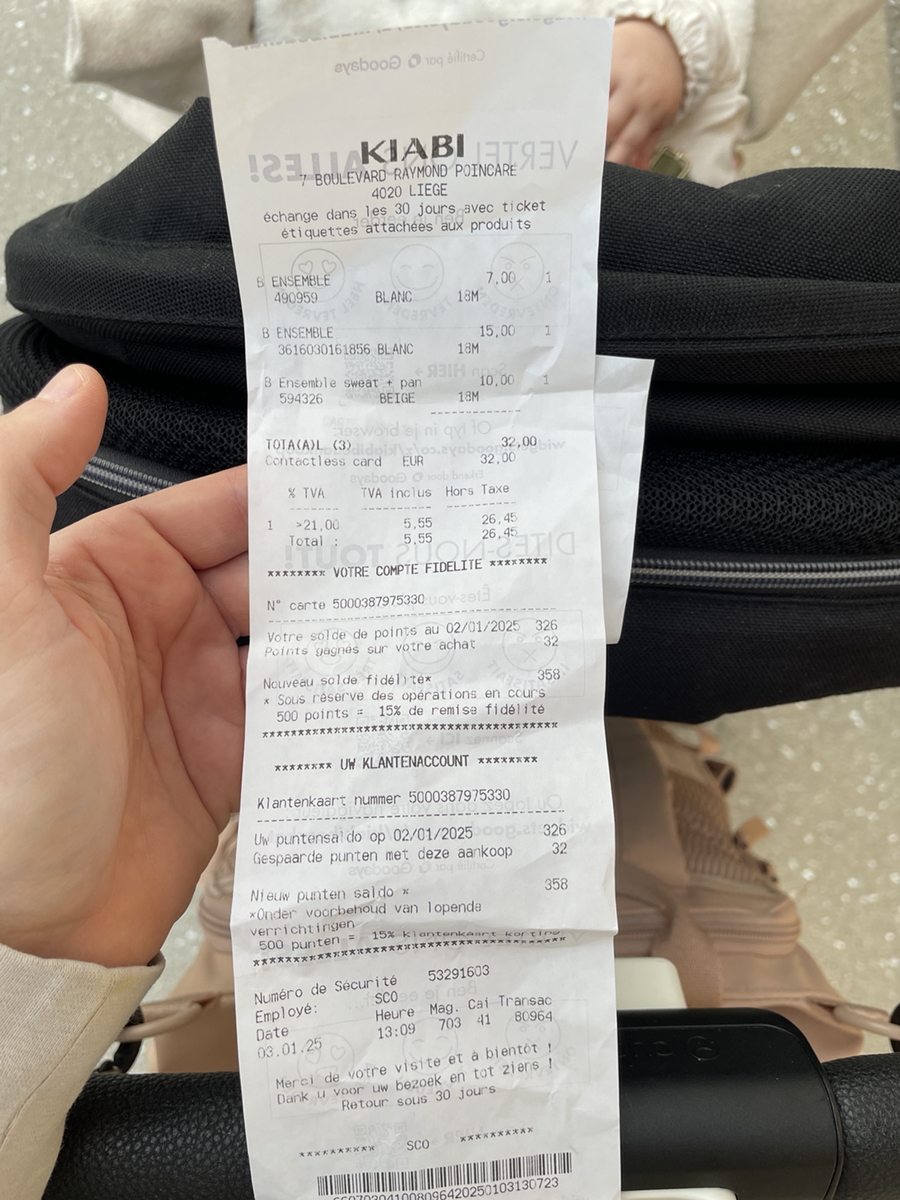 KIABI
7 BOULEVARD RAYMOND POINCARE
4020 LIEGE
échange dans les 30 jours avec ticket
étiquettes attachées aux produits
B ENSEMBLE 7,00 1
490959 BLANC 18M
B ENSEMBLE 15,00 1
3616030161856 BLANC 18M
B Ensemble sweat + pan 10,00 1
594326 BEIGE 18M
TOTA(A)L (3) 32,00
Contactless card EUR 32,00
% TVA TVA inclus Hors Taxe
1 >21,00 5,55 26,45
Total : 5,55 26,45
******** VOTRE COMPTE FIDELITE ********
N° carte 5000387975330
Votre solde de points au 02/01/2025 326
Points gagnés sur votre achat 32
Nouveau solde fidélité* 358
* Sous réserve des opérations en cours
500 points = 15% de remise fidélité
******** UW KLANTENACCOUNT ********
Klantenkaart nummer 5000387975330
Uw puntensaldo op 02/01/2025 326
Gespaarde punten met deze aankoop 32
Nieuw punten saldo * 358
*Onder voorbehoud van lopende
verrichtingen
500 punten = 15% klantenkaart korting
Numéro de Sécurité 53291603
Employé: SCO
Date Heure Mag. Cai Transac
03.01.25 13:09 703 41 80964
Merci de votre visite et à bientôt !
Dank u voor uw bezoek en tot ziens !
Retour sous 30 jours
********** SCO **********